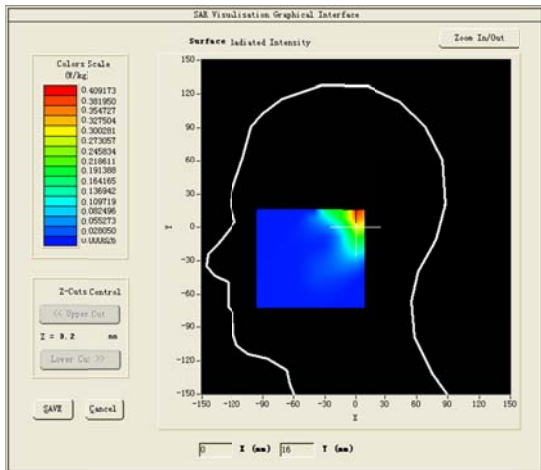 SAR Visualisation Graphical Interface
Surface Radiated Intensity
Zoom In/Out
Colors Scale
(W/kg)
0.409173
0.381950
0.354727
0.327504
0.300281
0.273057
0.245834
0.218611
0.191388
0.164165
0.136942
0.109719
0.082496
0.055273
0.028050
0.000826
150
120
90
60
30
0
-30
-60
-90
-120
-150
Y
-150 -120 -90 -60 -30 0 30 60 90 120 150
X
Z-Cuts Control
<< Upper Cut
Z = 0.2 mm
Lower Cut >>
SAVE Cancel
0 X (mm) 16 Y (mm)